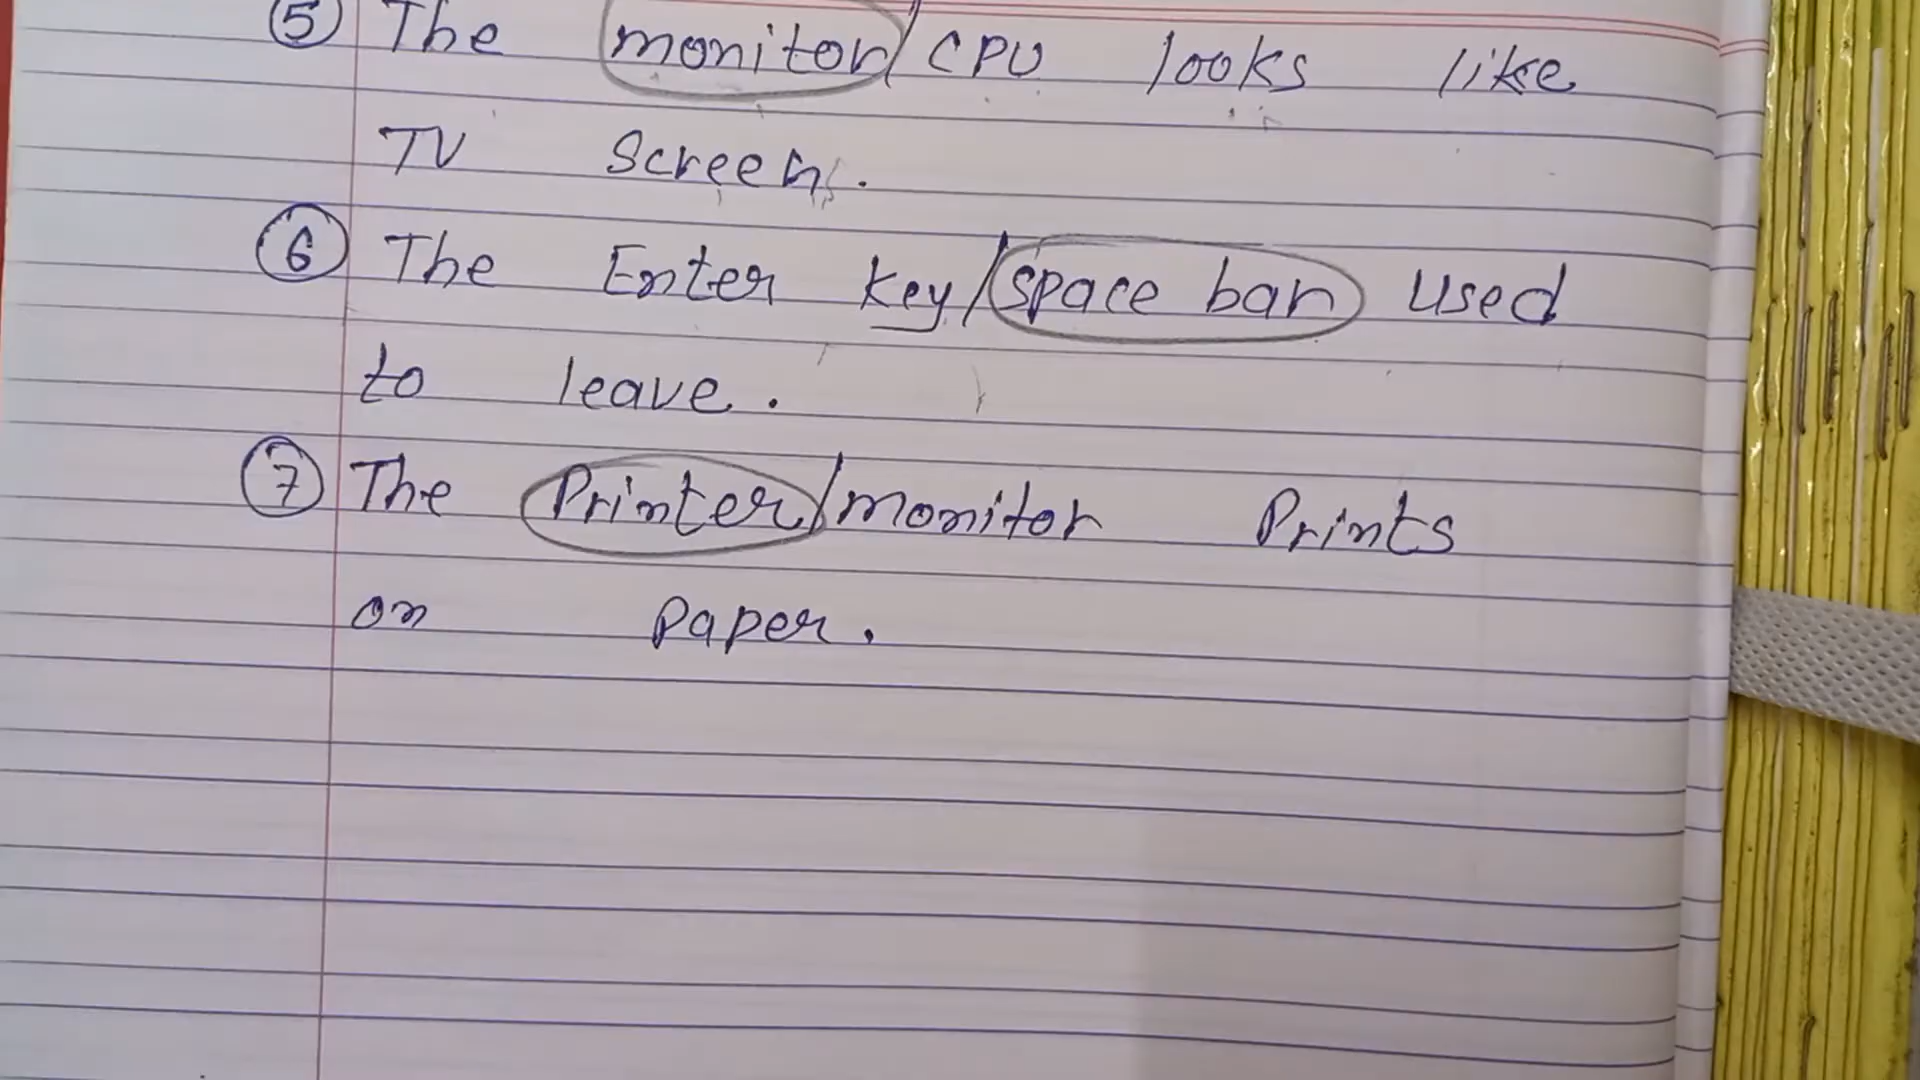 5 The monitor/CPU looks like
TV Screen.
6 The Enter key/space bar used
to leave.
7 The Printer/monitor Prints
on paper.